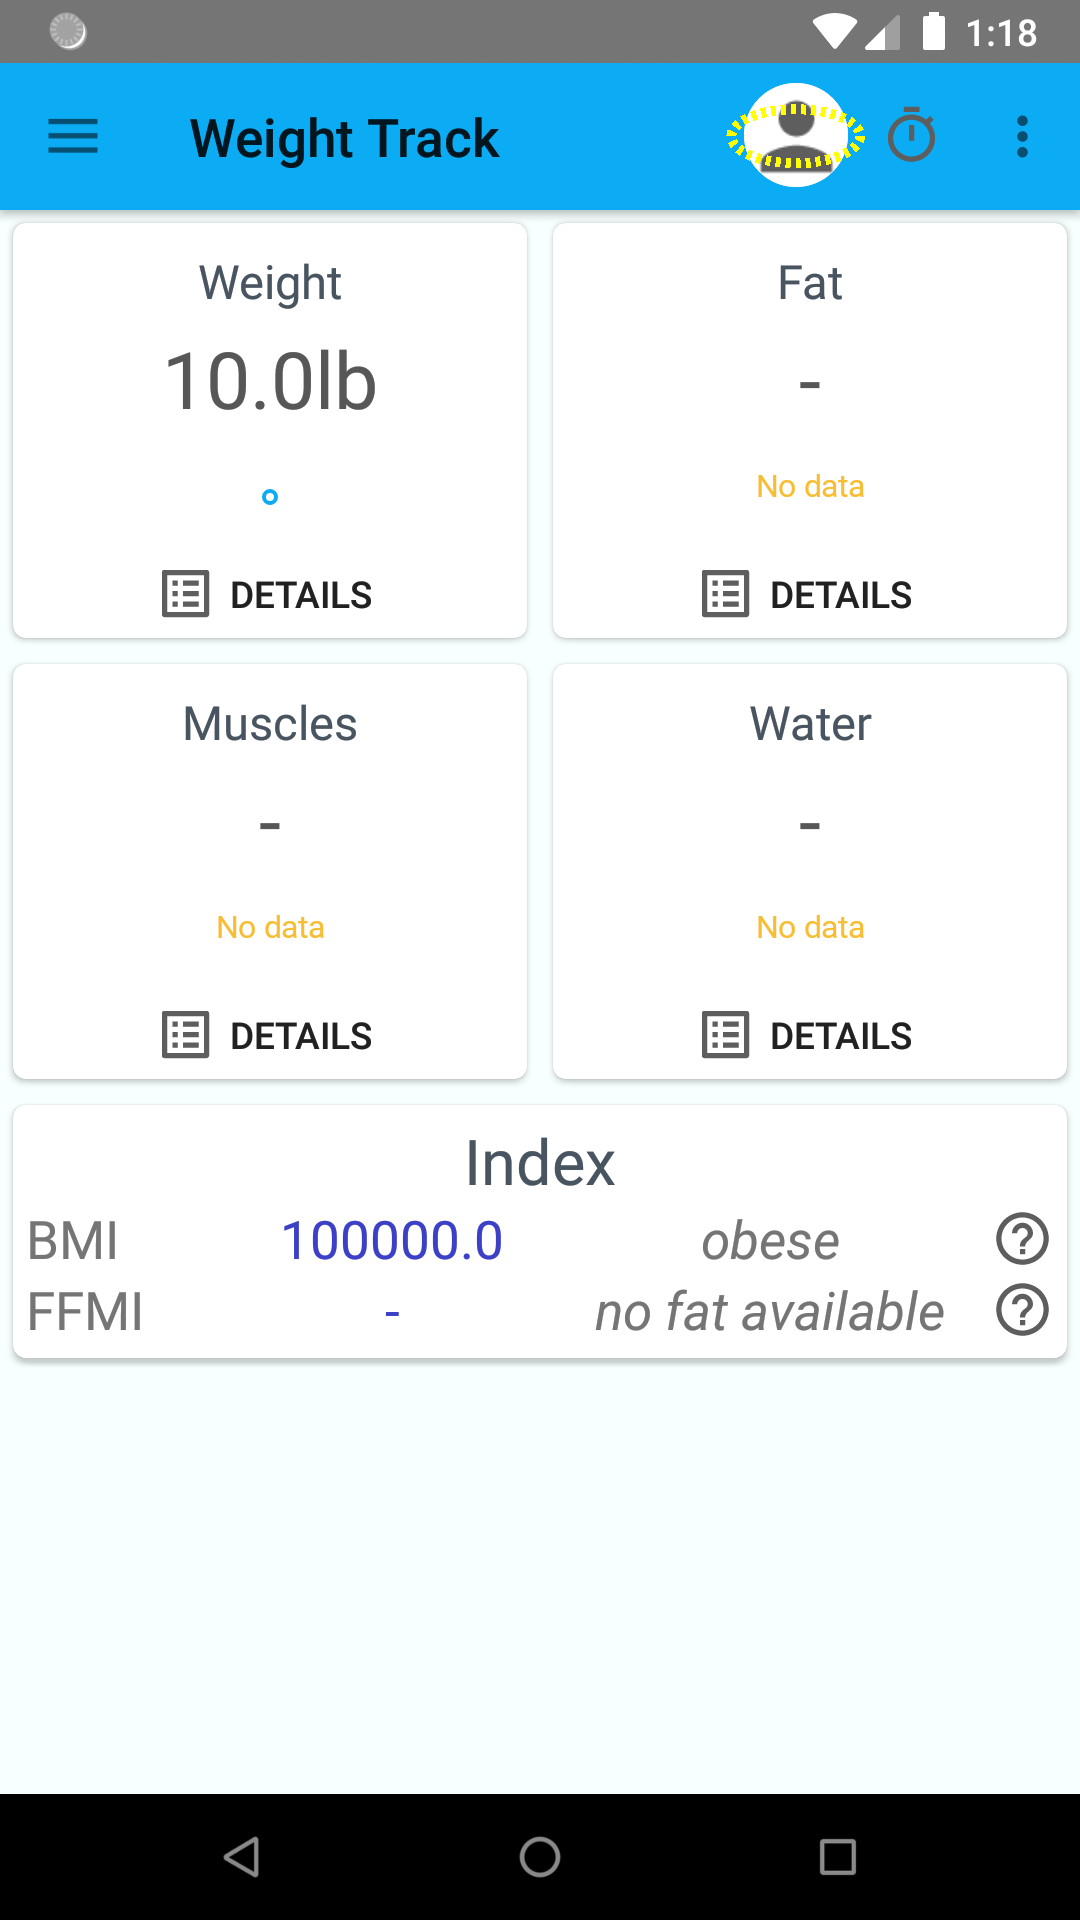 1:18
Weight Track
Weight
10.0lb
DETAILS
Fat
-
No data
DETAILS
Muscles
-
No data
DETAILS
Water
-
No data
DETAILS
Index
BMI 100000.0 obese ?
FFMI - no fat available ?